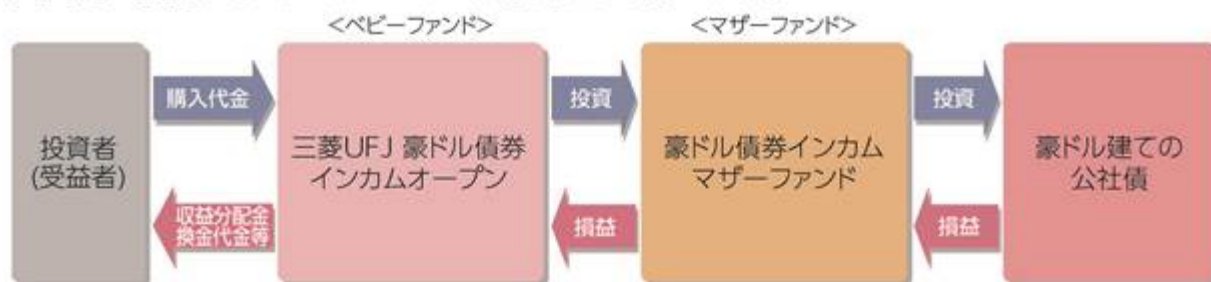 <ベビーファンド>
<マザーファンド>
購入代金
投資
投資
投資者
(受益者)
三菱UFJ 豪ドル債券
インカムオープン
豪ドル債券インカム
マザーファンド
豪ドル建ての
公社債
収益分配金
換金代金等
損益
損益